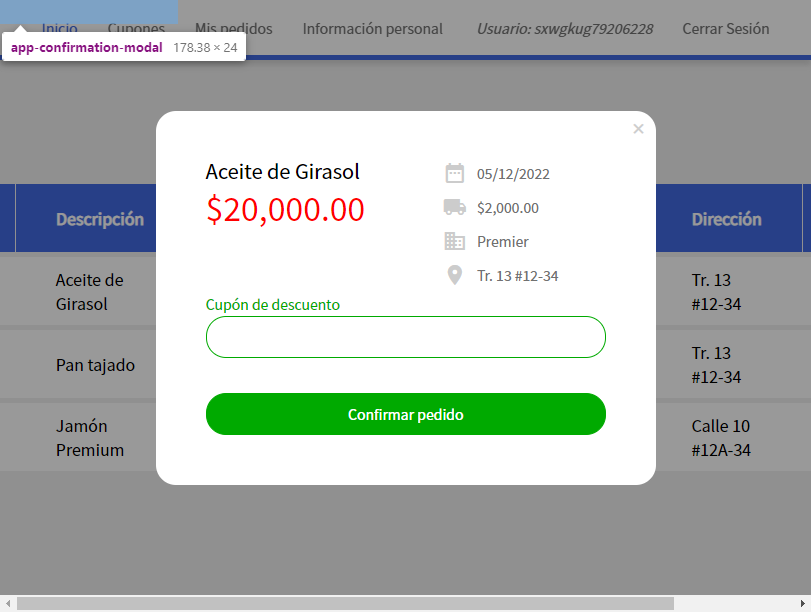 Inicio Cupones Mis pedidos Información personal Usuario: sxwgkug79206228 Cerrar Sesión
app-confirmation-modal 178.38 × 24
Aceite de Girasol
$20,000.00
05/12/2022
$2,000.00
Premier
Tr. 13 #12-34
Cupón de descuento
Confirmar pedido
Descripción Dirección
Aceite de
Girasol
Tr. 13
#12-34
Pan tajado
Tr. 13
#12-34
Jamón
Premium
Calle 10
#12A-34